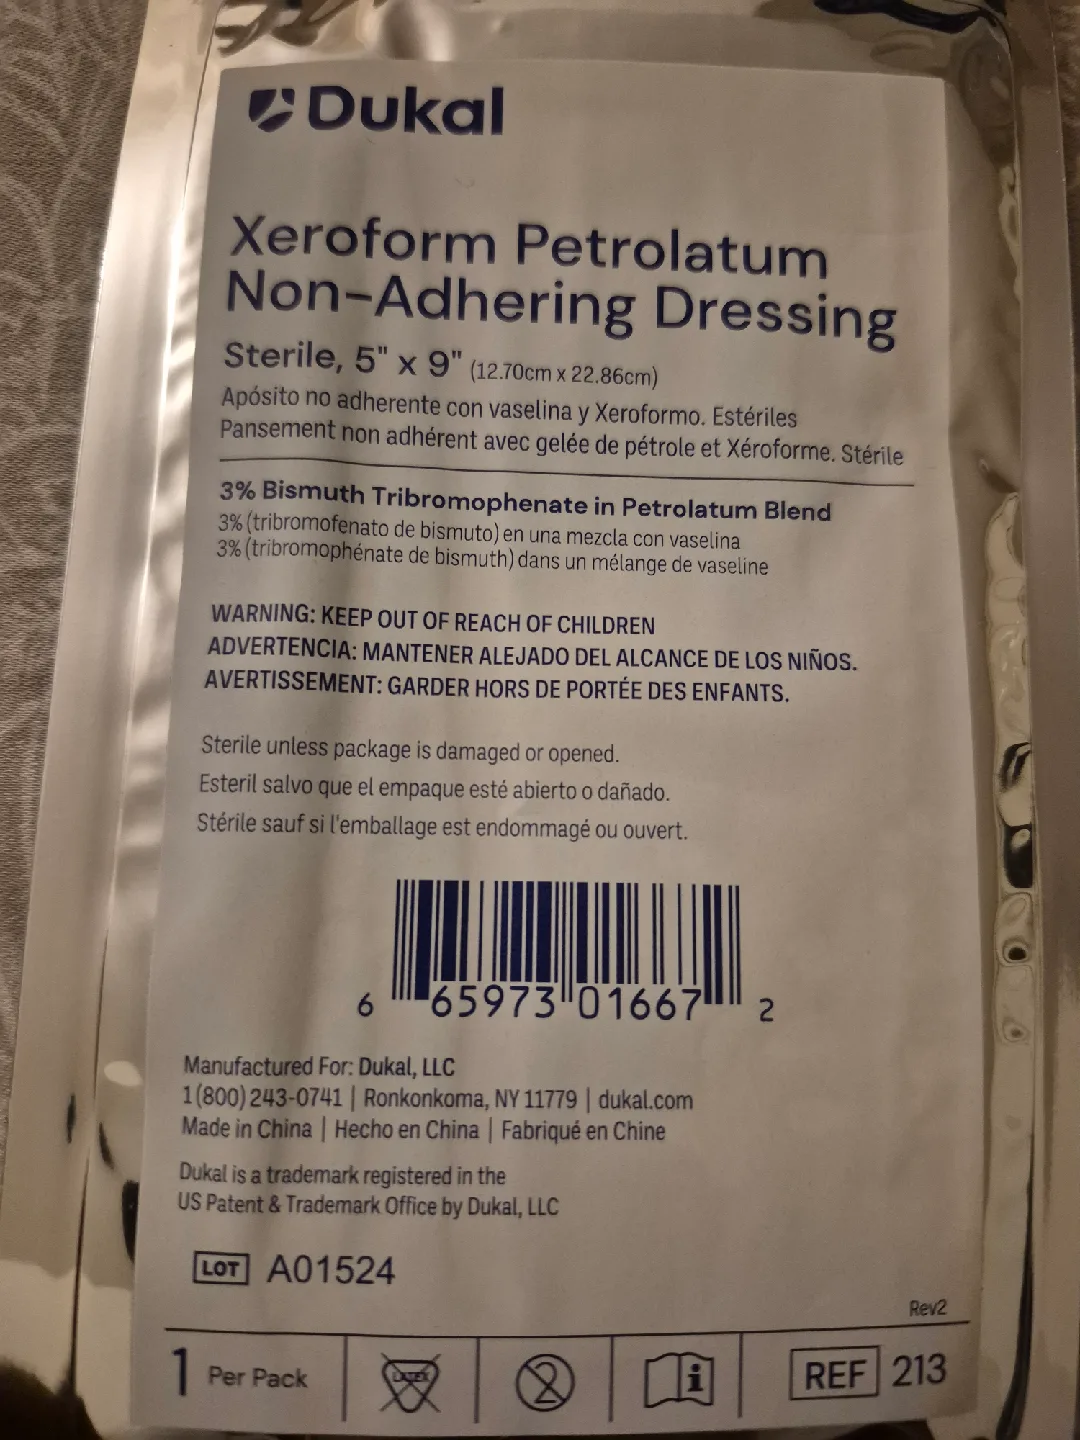 Dukal
Xeroform Petrolatum
Non-Adhering Dressing
Sterile, 5" x 9" (12.70cm x 22.86cm)
Apósito no adherente con vaselina y Xeroformo. Estériles
Pansement non adhérent avec gelée de pétrole et Xéroforme. Stérile
3% Bismuth Tribromophenate in Petrolatum Blend
3% (tribromofenato de bismuto) en una mezcla con vaselina
3% (tribromophénate de bismuth) dans un mélange de vaseline
WARNING: KEEP OUT OF REACH OF CHILDREN
ADVERTENCIA: MANTENER ALEJADO DEL ALCANCE DE LOS NIÑOS.
AVERTISSEMENT: GARDER HORS DE PORTÉE DES ENFANTS.
Sterile unless package is damaged or opened.
Esteril salvo que el empaque esté abierto o dañado.
Stérile sauf si l'emballage est endommagé ou ouvert.
6 65973 01667 2
Manufactured For: Dukal, LLC
1 (800) 243-0741 | Ronkonkoma, NY 11779 | dukal.com
Made in China | Hecho en China | Fabriqué en Chine
Dukal is a trademark registered in the
US Patent & Trademark Office by Dukal, LLC
LOT A01524
Rev2
1 Per Pack LATEX 2 i REF 213